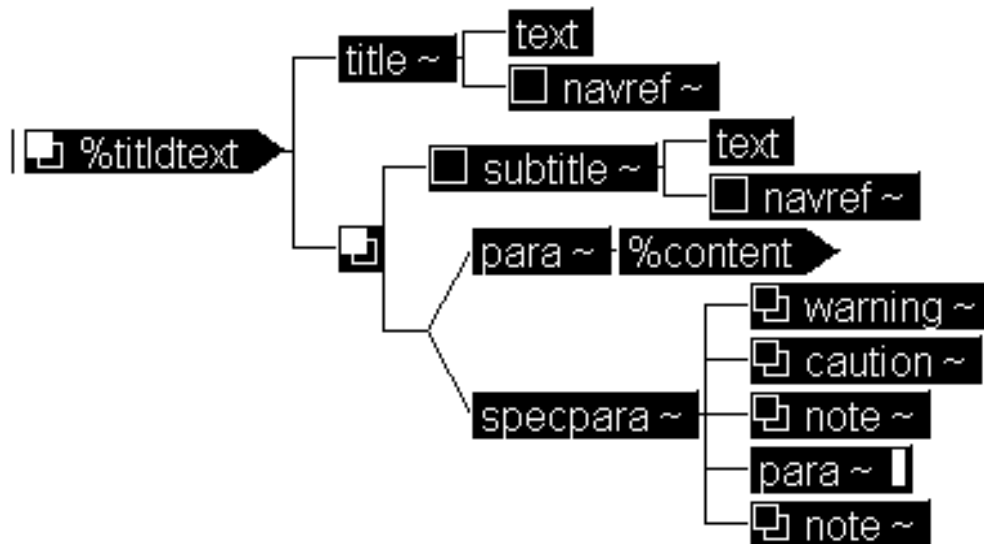 text
title ~
navref ~
%titldtext
text
subtitle ~
navref ~
para ~ %content
warning ~
caution ~
specpara ~
note ~
para ~
note ~